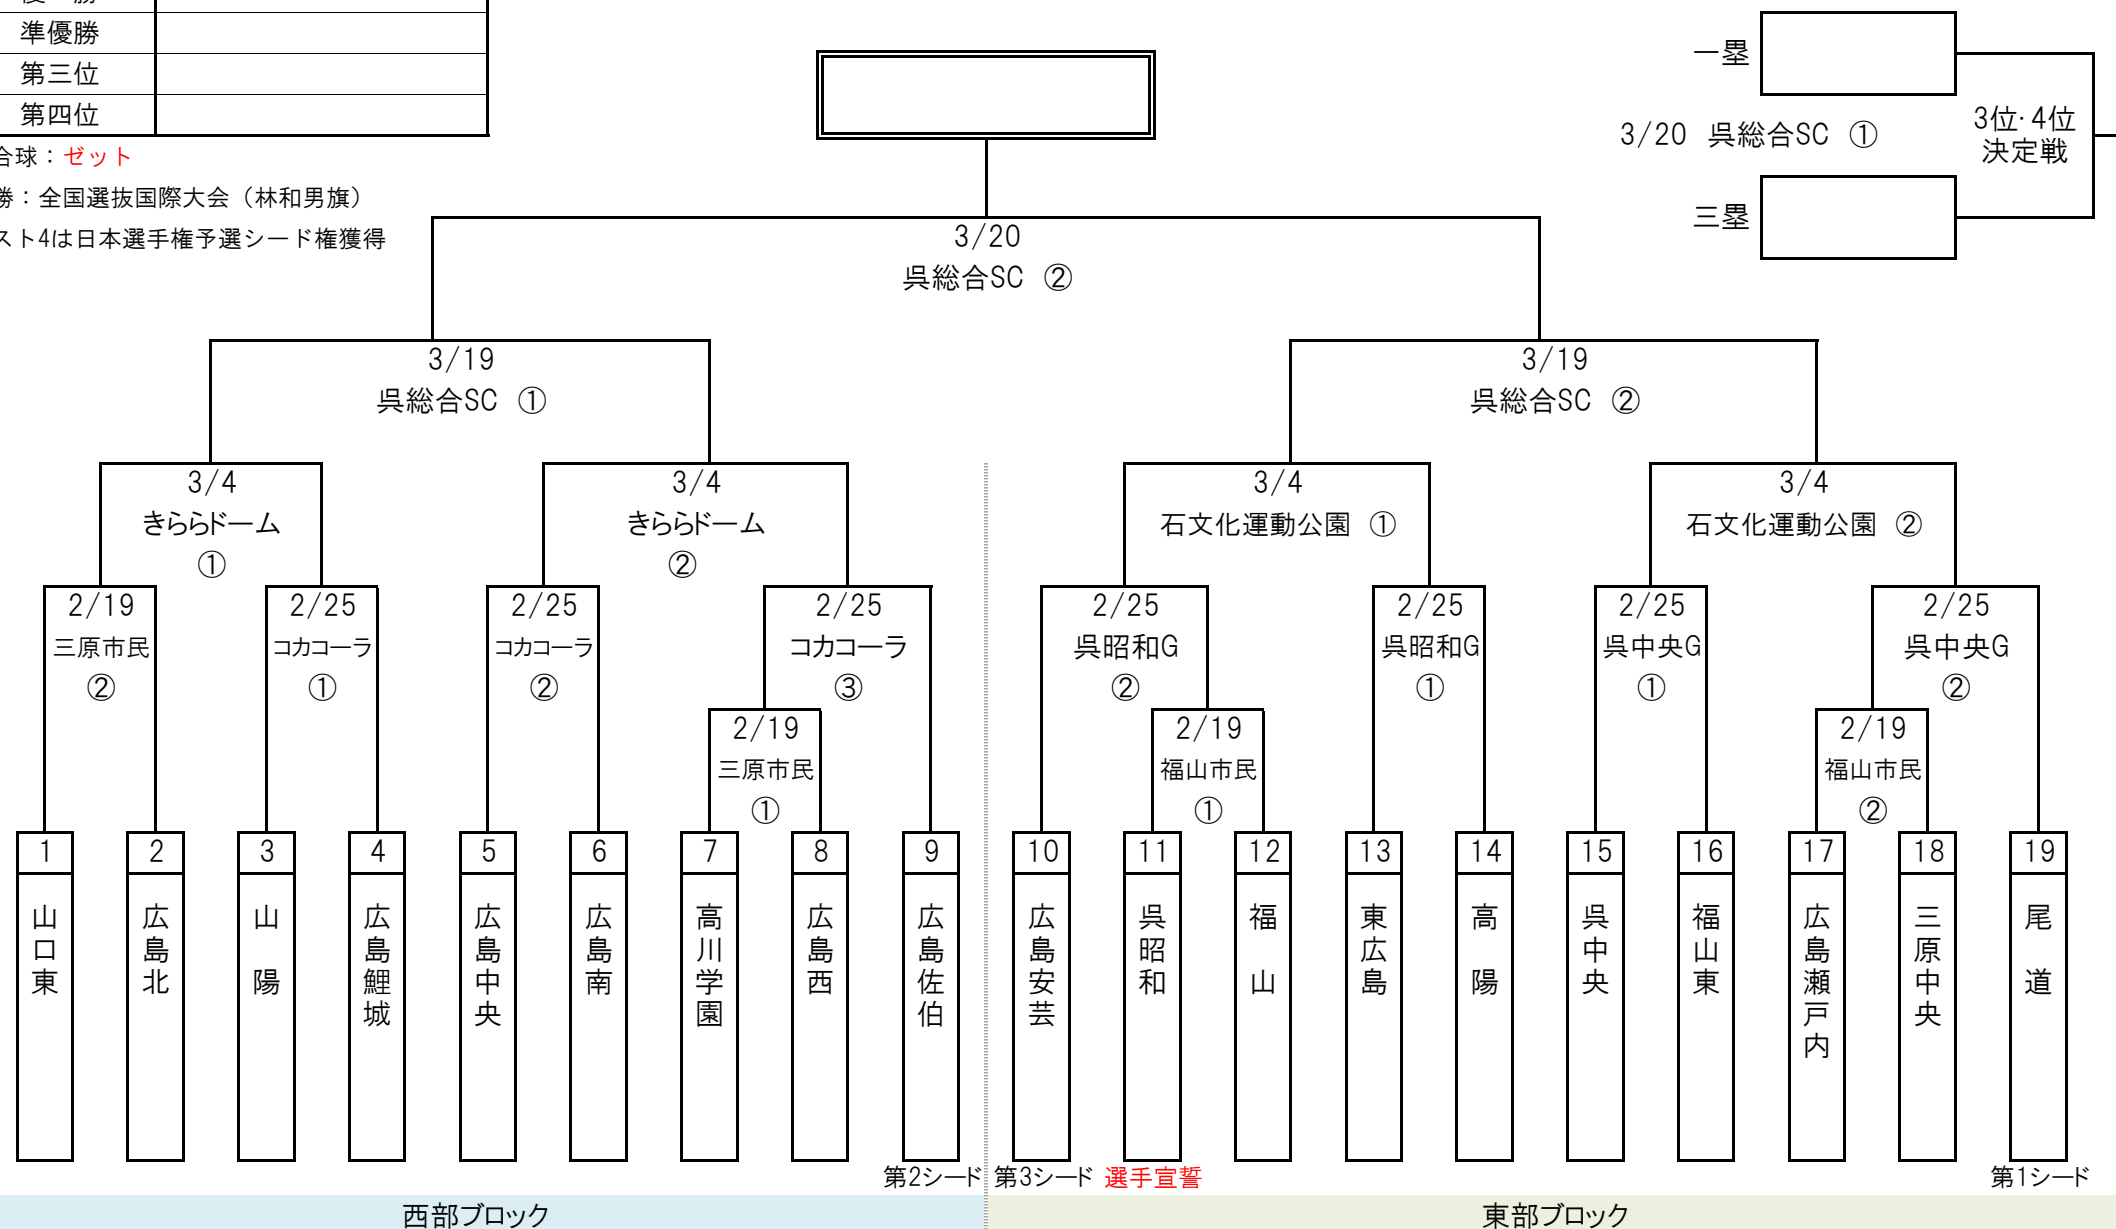 準優勝
第三位
第四位
合球：ゼット
勝：全国選抜国際大会（林和男旗）
スト4は日本選手権予選シード権獲得
一塁
3/20 呉総合SC ①
3位・4位
決定戦
三塁
3/20
呉総合SC ②
3/19
呉総合SC ①
3/19
呉総合SC ②
3/4
きららドーム
①
3/4
きららドーム
②
3/4
石文化運動公園 ①
3/4
石文化運動公園 ②
2/19
三原市民
②
2/25
コカコーラ
①
2/25
コカコーラ
②
2/25
コカコーラ
③
2/25
呉昭和G
②
2/25
呉昭和G
①
2/25
呉中央G
①
2/25
呉中央G
②
2/19
三原市民
①
2/19
福山市民
①
2/19
福山市民
②
1
山口東
2
広島北
3
山陽
4
広島鯉城
5
広島中央
6
広島南
7
高川学園
8
広島西
9
広島佐伯
10
広島安芸
11
呉昭和
12
福山
13
東広島
14
高陽
15
呉中央
16
福山東
17
広島瀬戸内
18
三原中央
19
尾道
第2シード
第3シード
選手宣誓
第1シード
西部ブロック
東部ブロック